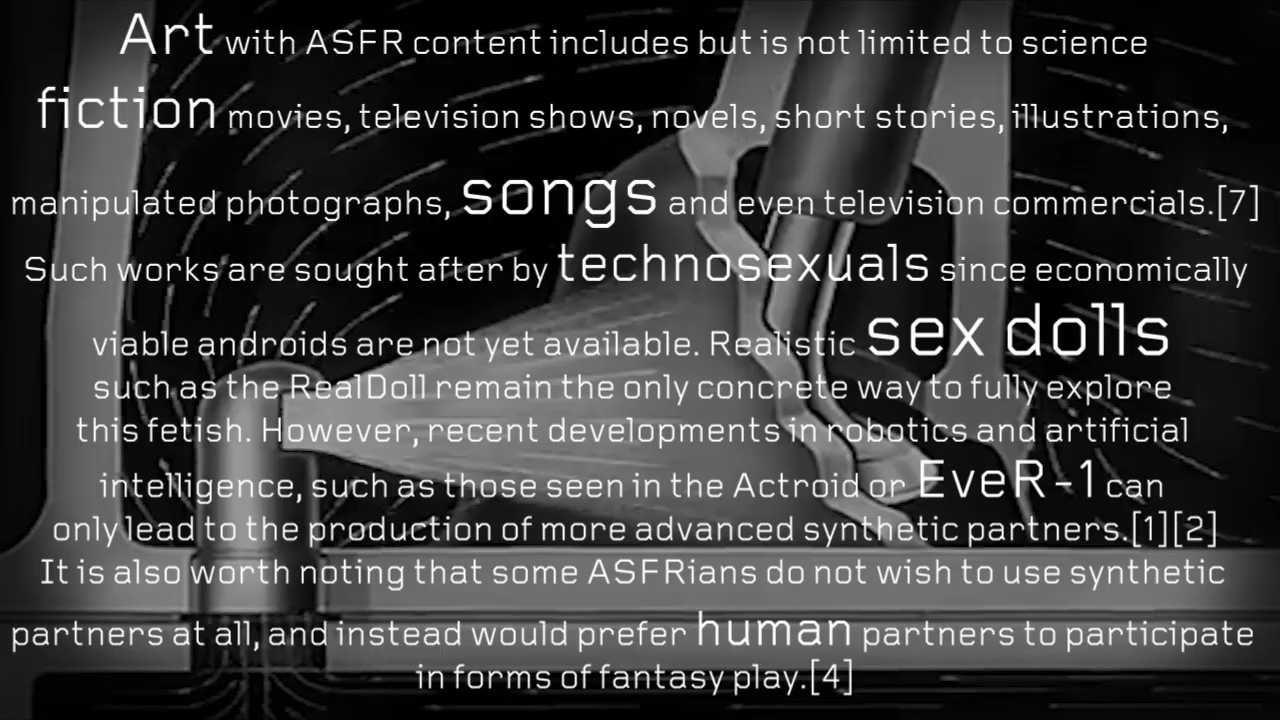 Art with ASFR content includes but is not limited to science
fiction movies, television shows, novels, short stories, illustrations,
manipulated photographs, songs and even television commercials.[7]
Such works are sought after by technosexuals since economically
viable androids are not yet available. Realistic sex dolls
such as the RealDoll remain the only concrete way to fully explore
this fetish. However, recent developments in robotics and artificial
intelligence, such as those seen in the Actroid or EveR-1 can
only lead to the production of more advanced synthetic partners.[1][2]
It is also worth noting that some ASFRians do not wish to use synthetic
partners at all, and instead would prefer human partners to participate
in forms of fantasy play.[4]